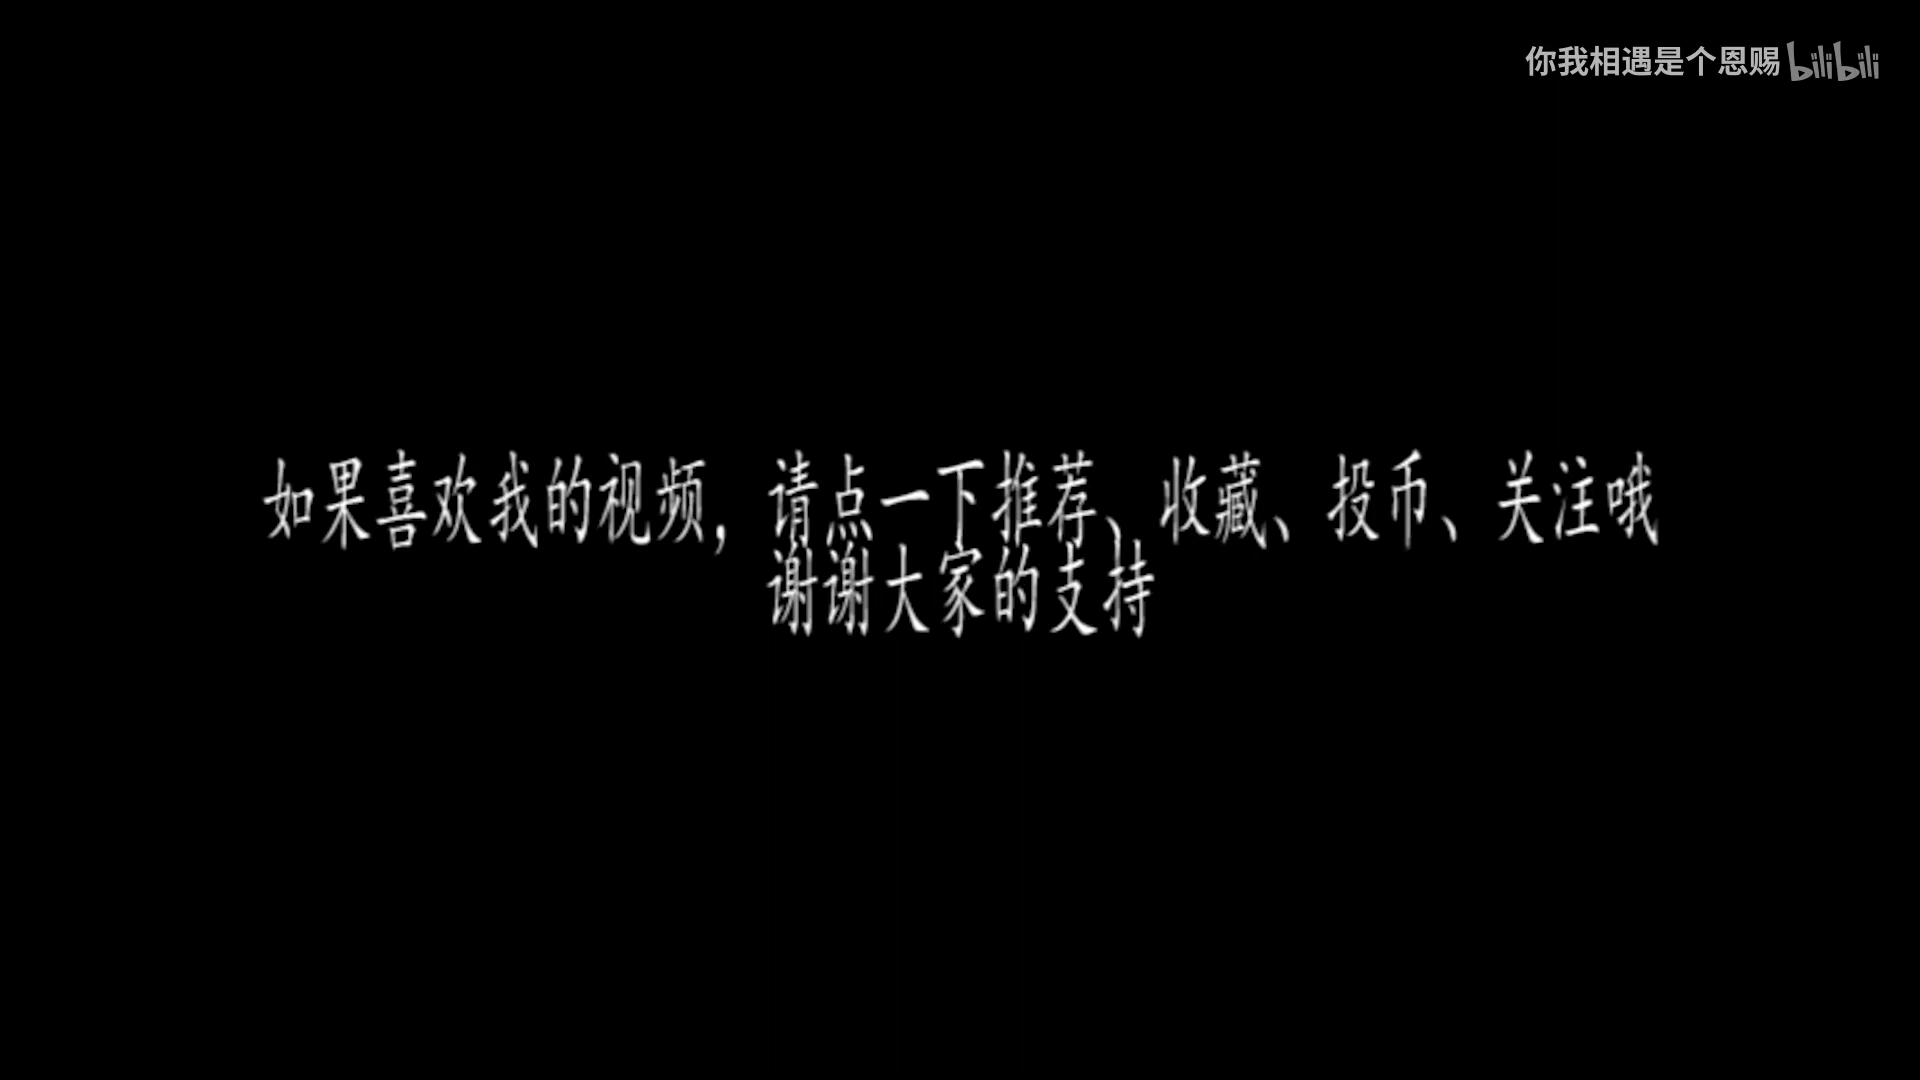 你我相遇是个恩赐 bilibili
如果喜欢我的视频，请点一下推荐、收藏、投币、关注哦
谢谢大家的支持